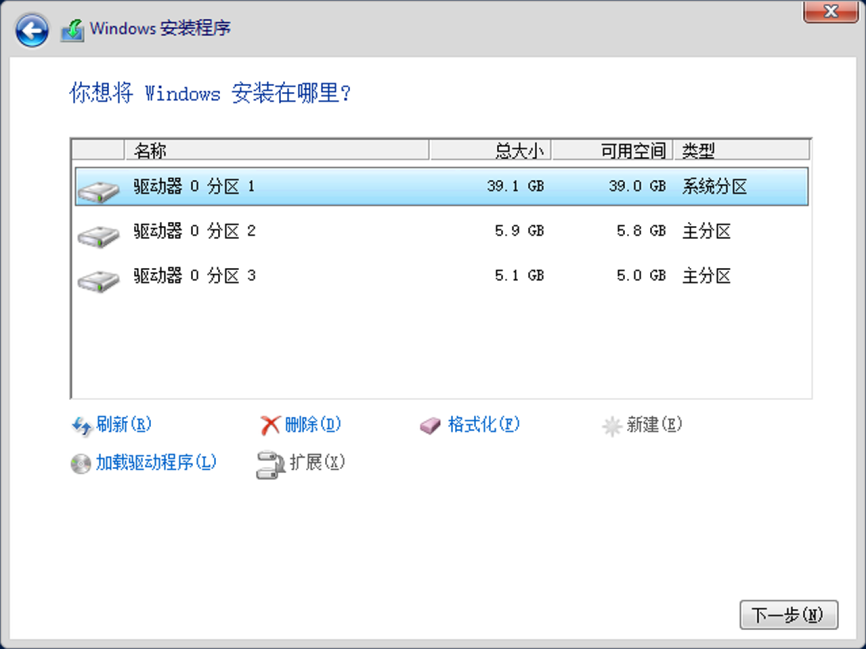 Windows 安装程序
你想将 Windows 安装在哪里?
名称 总大小 可用空间 类型
驱动器 0 分区 1 39.1 GB 39.0 GB 系统分区
驱动器 0 分区 2 5.9 GB 5.8 GB 主分区
驱动器 0 分区 3 5.1 GB 5.0 GB 主分区
刷新(R) 删除(D) 格式化(F) 新建(E)
加载驱动程序(L) 扩展(X)
下一步(N)